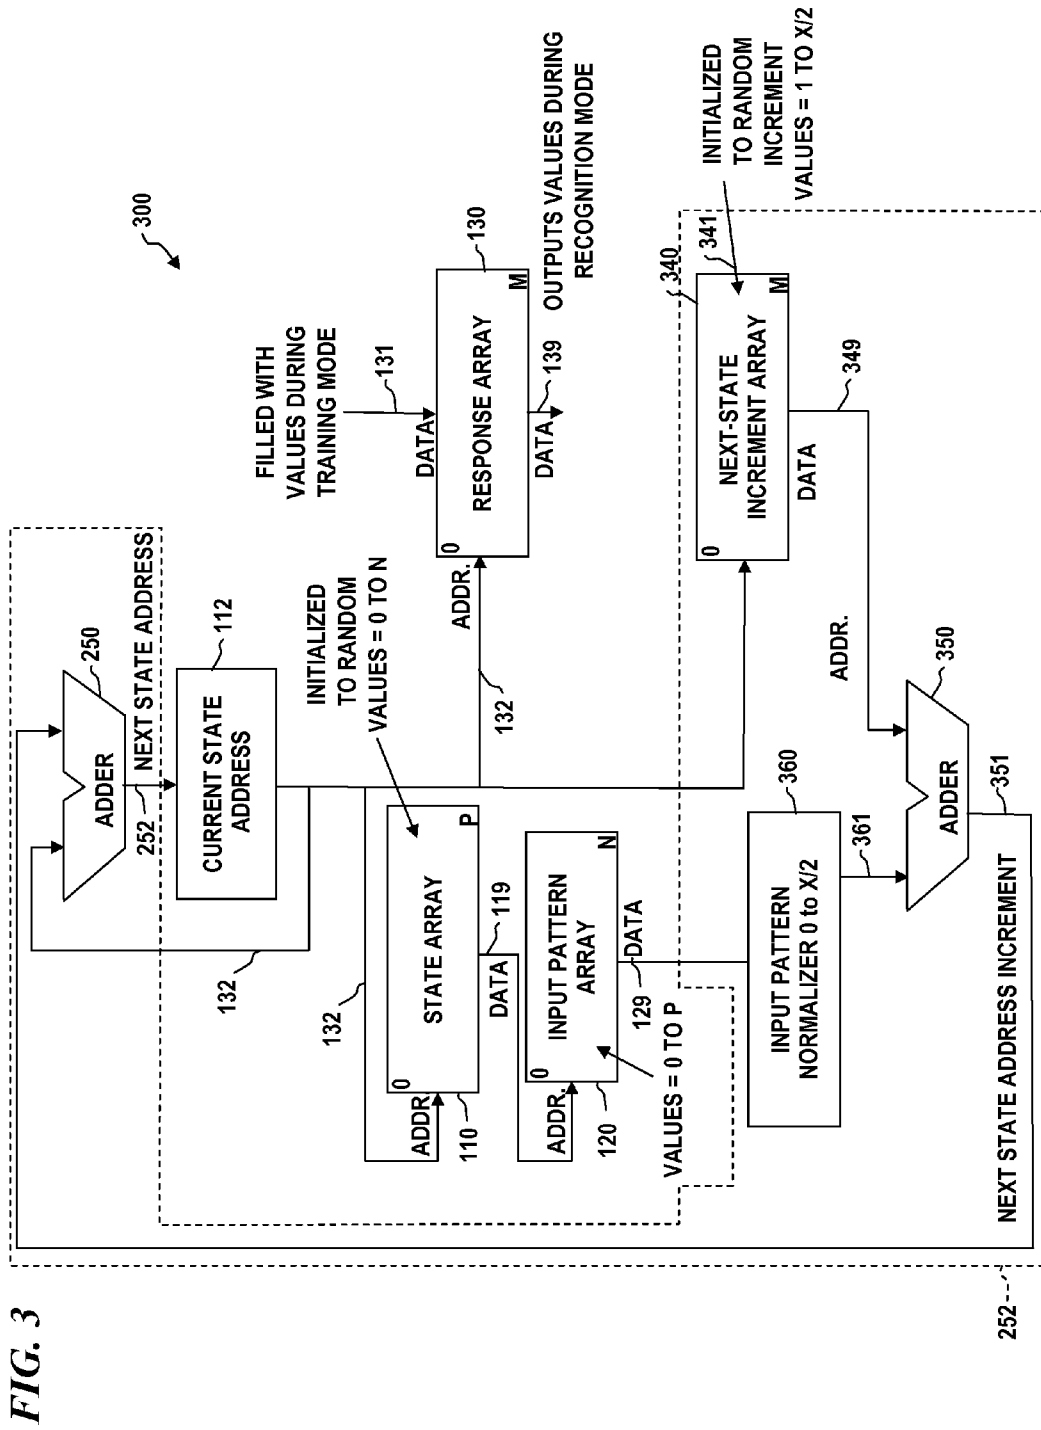 FIG. 3
300
252
ADDER
250
252
NEXT STATE ADDRESS
132
CURRENT STATE
ADDRESS
112
FILLED WITH
VALUES DURING
TRAINING MODE
131
DATA
INITIALIZED
TO RANDOM
VALUES = 0 TO N
132
ADDR.
0
STATE ARRAY
P
110
119
DATA
132
ADDR.
0
RESPONSE ARRAY
M
130
DATA
139
OUTPUTS VALUES DURING
RECOGNITION MODE
ADDR.
0
INPUT PATTERN
ARRAY
N
120
129
DATA
VALUES = 0 TO P
340
341
INITIALIZED
TO RANDOM
INCREMENT
VALUES = 1 TO X/2
0
NEXT-STATE
INCREMENT ARRAY
M
DATA
349
INPUT PATTERN
NORMALIZER 0 to X/2
360
361
ADDR.
ADDER
350
351
NEXT STATE ADDRESS INCREMENT